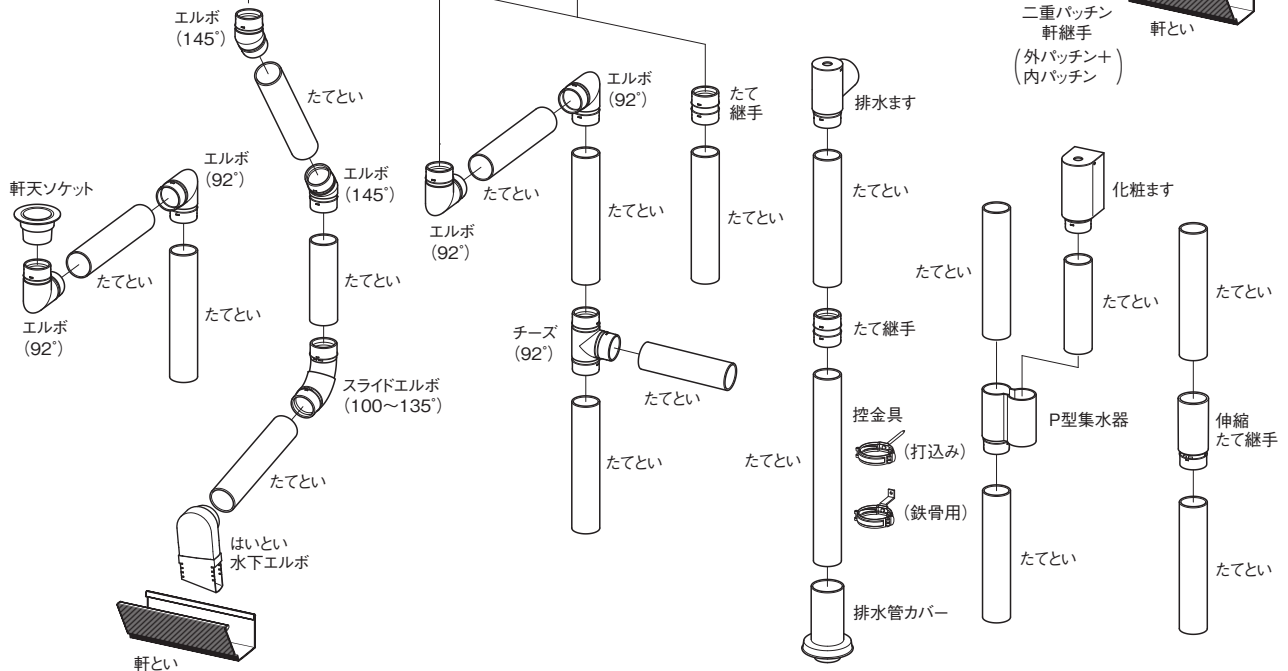 エルボ
(145°)
たてとい
エルボ
(92°)
軒天ソケット
エルボ
(145°)
たてとい
エルボ
(92°)
たてとい
たてとい
スライドエルボ
(100〜135°)
たてとい
はいとい
水下エルボ
軒とい
エルボ
(92°)
たてとい
エルボ
(92°)
たてとい
チーズ
(92°)
たてとい
たてとい
たて
継手
たてとい
排水ます
たてとい
たて継手
控金具
(打込み)
たてとい
(鉄骨用)
排水管カバー
二重パッチン
軒継手
(外パッチン+
内パッチン)
軒とい
化粧ます
たてとい
たてとい
P型集水器
たてとい
たてとい
伸縮
たて継手
たてとい